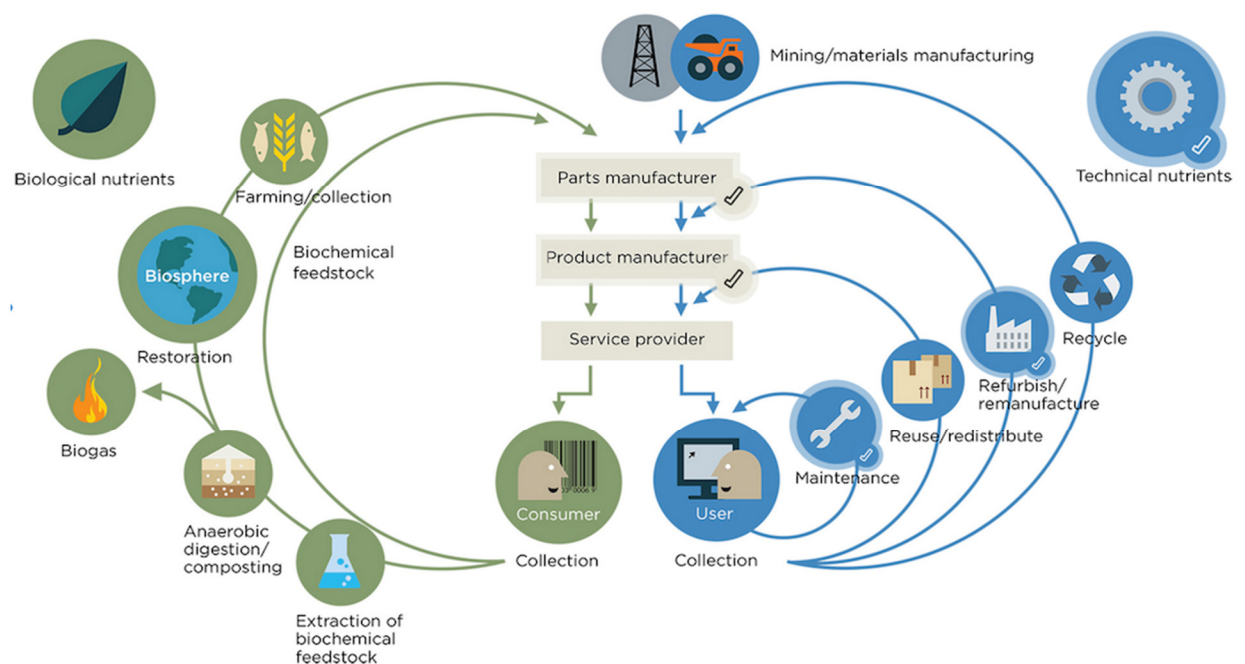 Mining/materials manufacturing
Biological nutrients
Technical nutrients
Farming/collection
Parts manufacturer
Biochemical
feedstock
Product manufacturer
Biosphere
Restoration
Service provider
Recycle
Refurbish/
remanufacture
Reuse/redistribute
Biogas
Maintenance
Consumer
User
Anaerobic
digestion/
composting
Collection
Collection
Extraction of
biochemical
feedstock